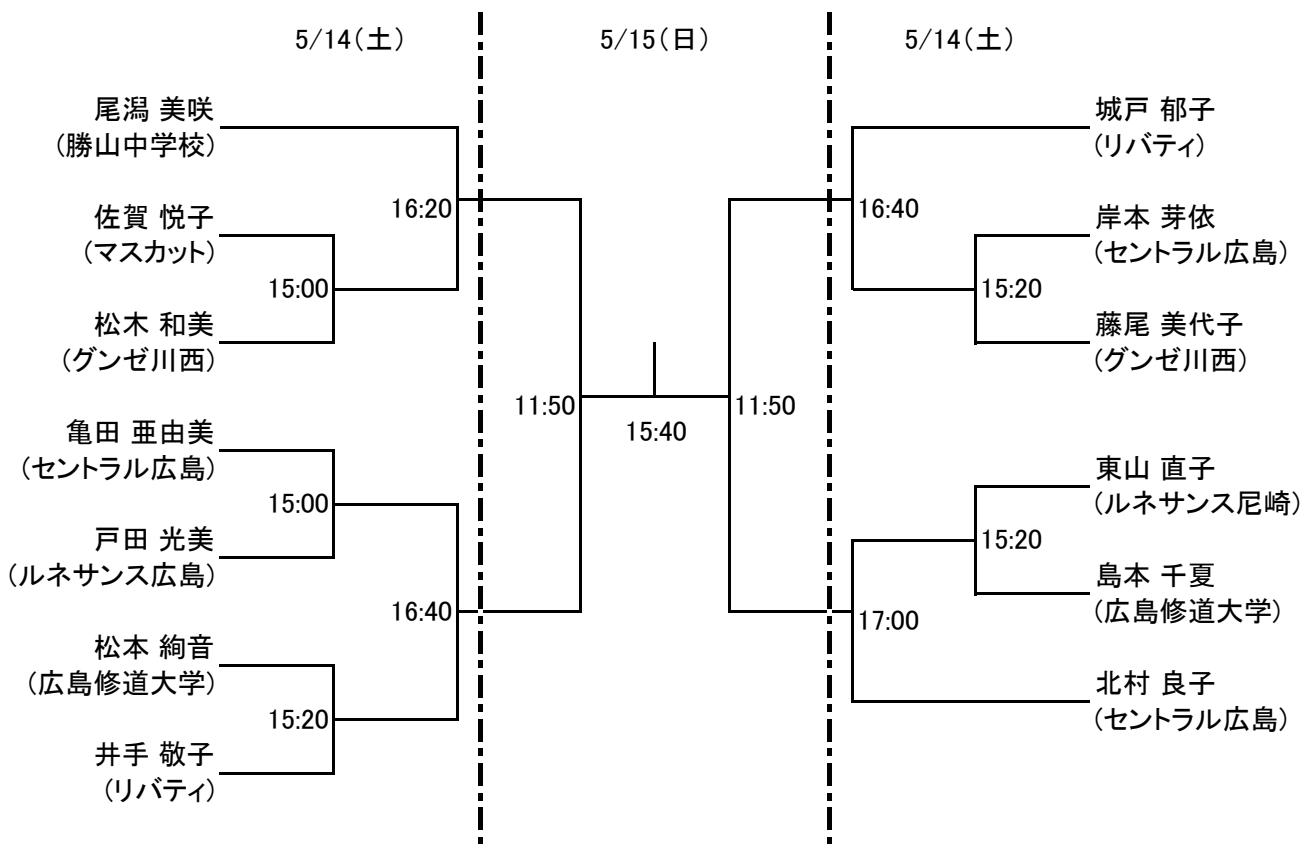 5/14(土)
5/15(日)
5/14(土)
尾潟 美咲
(勝山中学校)
佐賀 悦子
(マスカット)
松木 和美
(グンゼ川西)
亀田 亜由美
(セントラル広島)
戸田 光美
(ルネサンス広島)
松本 絢音
(広島修道大学)
井手 敬子
(リバティ)
16:20
15:00
15:00
16:40
15:20
11:50
15:40
11:50
16:40
15:20
15:20
17:00
城戸 郁子
(リバティ)
岸本 芽依
(セントラル広島)
藤尾 美代子
(グンゼ川西)
東山 直子
(ルネサンス尼崎)
島本 千夏
(広島修道大学)
北村 良子
(セントラル広島)